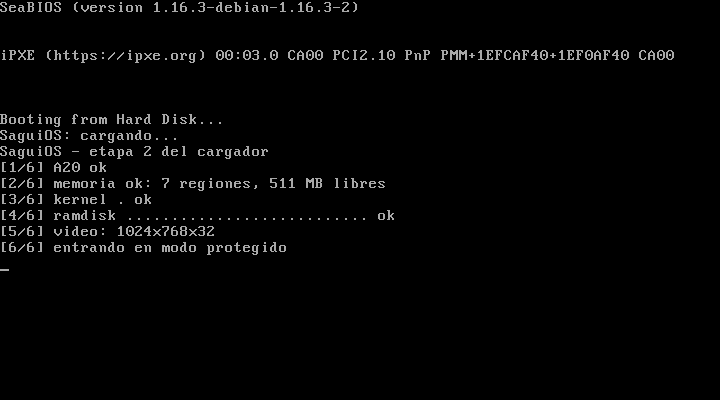 SeaBIOS (version 1.16.3-debian-1.16.3-2)
iPXE (https://ipxe.org) 00:03.0 CA00 PCI2.10 PnP PMM+1EFCAF40+1EF0AF40 CA00
Booting from Hard Disk...
SaguiOS: cargando...
SaguiOS - etapa 2 del cargador
[1/6] A20 ok
[2/6] memoria ok: 7 regiones, 511 MB libres
[3/6] kernel . ok
[4/6] ramdisk ........................... ok
[5/6] video: 1024x768x32
[6/6] entrando en modo protegido